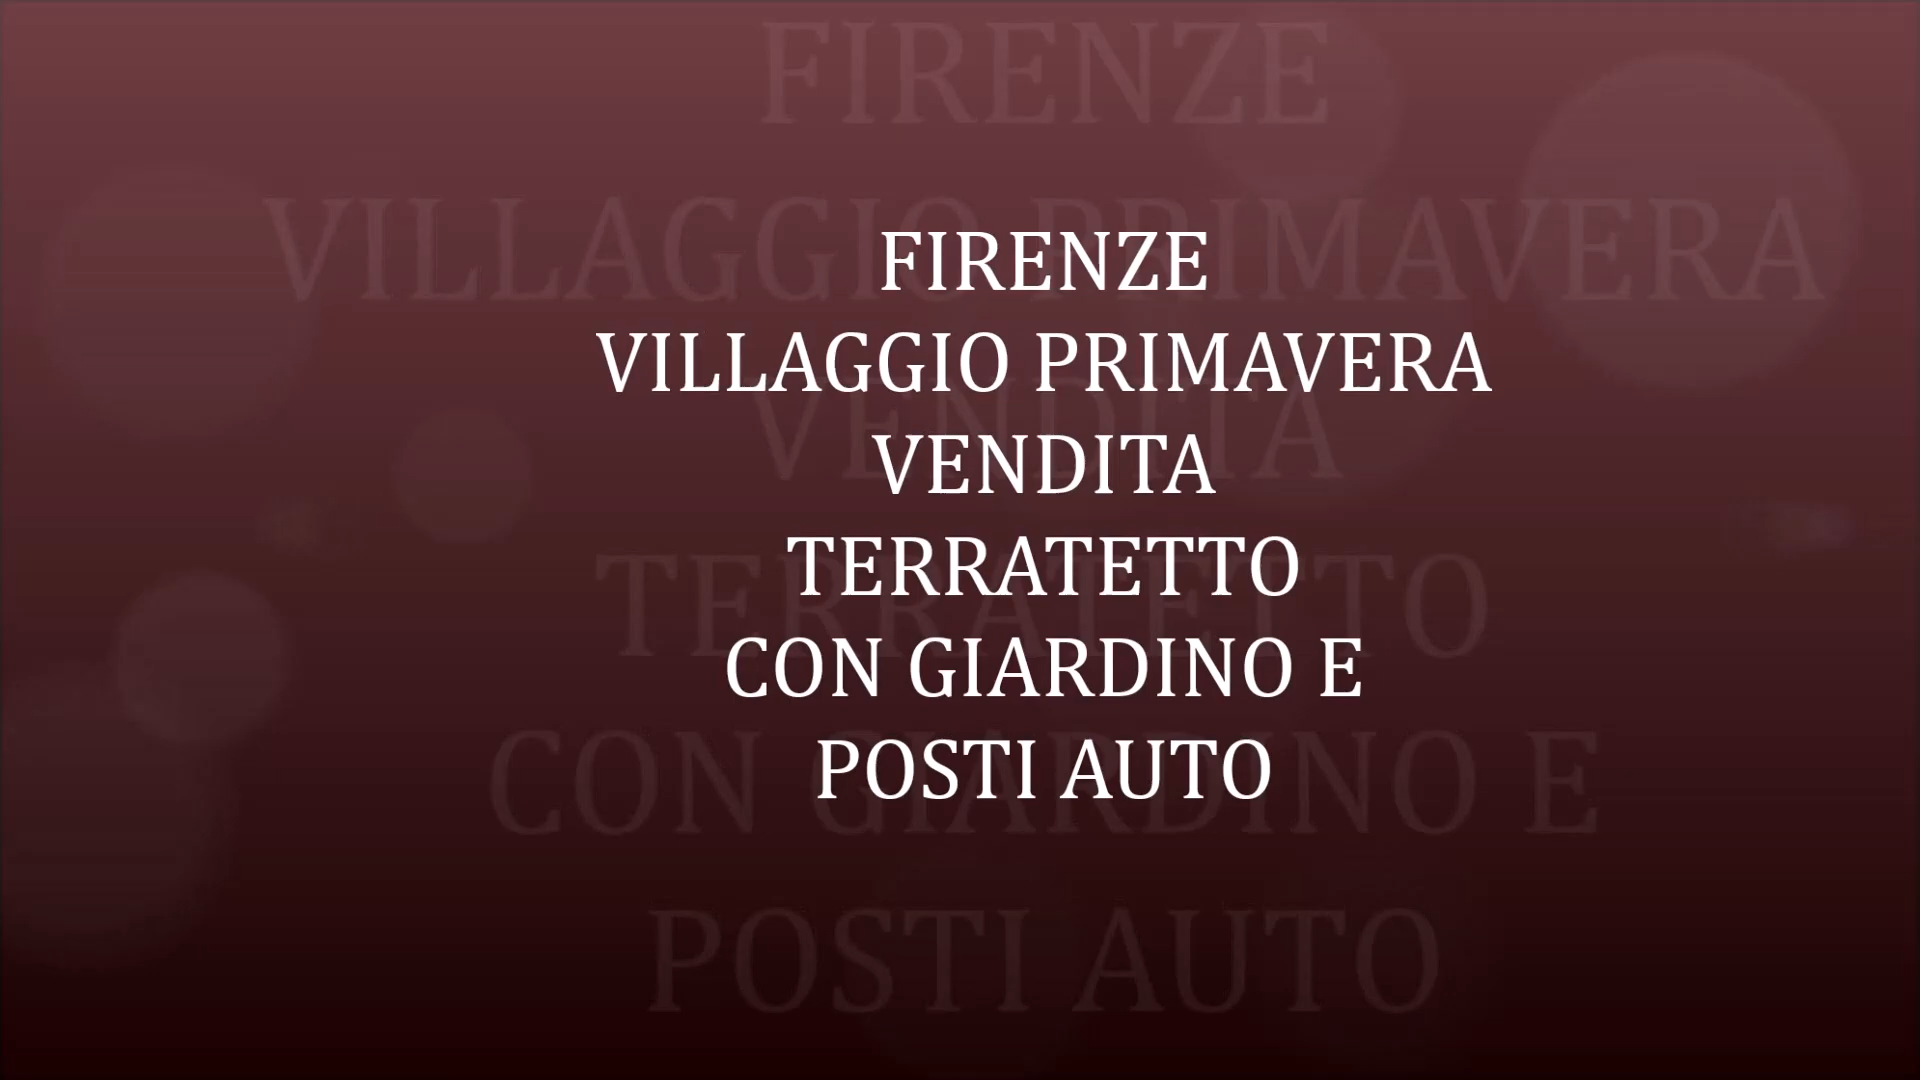 FIRENZE
VILLAGGIO PRIMAVERA
VENDITA
TERRATETTO
CON GIARDINO E
POSTI AUTO